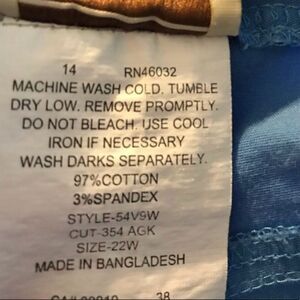 14 RN46032
MACHINE WASH COLD. TUMBLE
DRY LOW. REMOVE PROMPTLY.
DO NOT BLEACH. USE COOL
IRON IF NECESSARY
WASH DARKS SEPARATELY.
97%COTTON
3%SPANDEX
STYLE-54V9W
CUT-354 AGK
SIZE-22W
MADE IN BANGLADESH
38